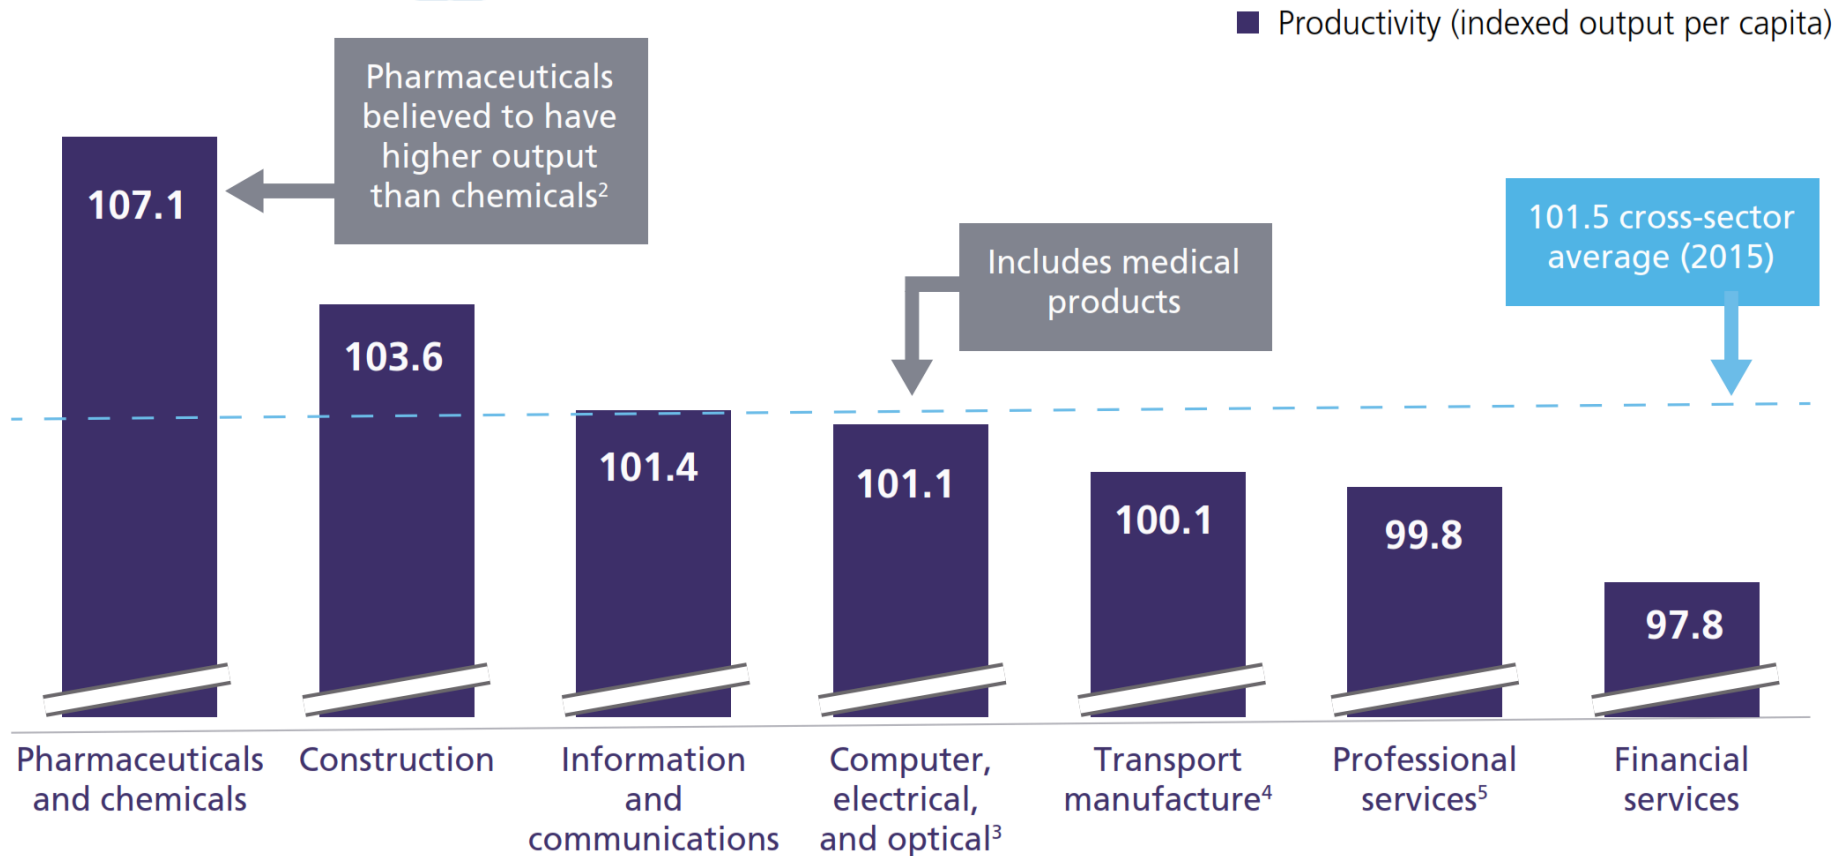 Productivity (indexed output per capita)
Pharmaceuticals
believed to have
higher output
than chemicals²
107.1
101.5 cross-sector
average (2015)
Includes medical
products
103.6
101.4
101.1
100.1
99.8
97.8
Pharmaceuticals
and chemicals
Construction
Information
and
communications
Computer,
electrical,
and optical³
Transport
manufacture⁴
Professional
services⁵
Financial
services